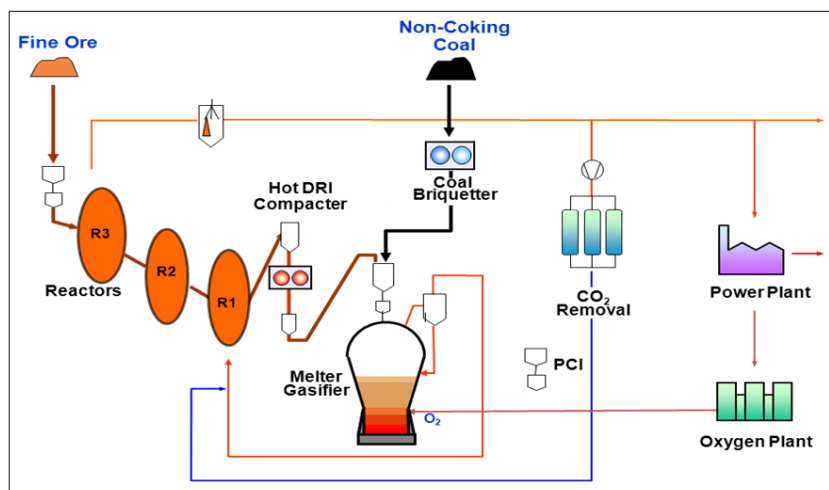 Fine Ore
Non-Coking
Coal
Hot DRI
Compacter
Coal
Briquetter
R3
R2
R1
Reactors
CO2
Removal
Power Plant
PCI
Melter
Gasifier
O2
Oxygen Plant